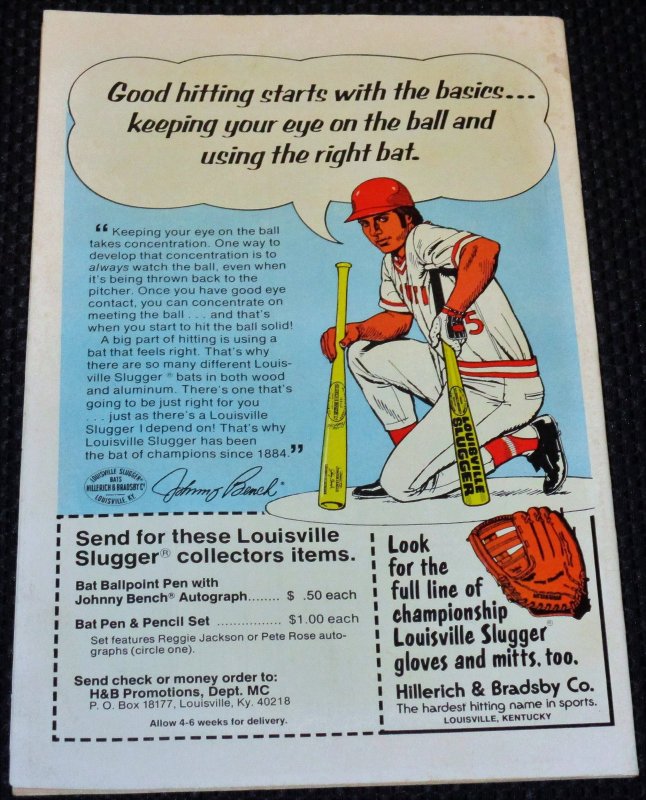 Good hitting starts with the basics...
keeping your eye on the ball and
using the right bat.
“ Keeping your eye on the ball
takes concentration. One way to
develop that concentration is to
always watch the ball, even when
it's being thrown back to the
pitcher. Once you have good eye
contact, you can concentrate on
meeting the ball . . . and that's
when you start to hit the ball solid!
A big part of hitting is using a
bat that feels right. That's why
there are so many different Louis-
ville Slugger® bats in both wood
and aluminum. There's one that's
going to be just right for you
. . . just as there's a Louisville
Slugger I depend on! That's why
Louisville Slugger has been
the bat of champions since 1884.”
LOUISVILLE SLUGGER
BATS
HILLERICH & BRADSBY Co
LOUISVILLE, KY.
Johnny Bench®
5
LOUISVILLE
SLUGGER
Send for these Louisville
Slugger® collectors items.
Bat Ballpoint Pen with
Johnny Bench® Autograph........ $ .50 each
Bat Pen & Pencil Set ................ $1.00 each
Set features Reggie Jackson or Pete Rose auto-
graphs (circle one).
Send check or money order to:
H&B Promotions, Dept. MC
P. O. Box 18177, Louisville, Ky. 40218
Allow 4-6 weeks for delivery.
Look
for the
full line of
championship
Louisville Slugger®
gloves and mitts, too.
Hillerich & Bradsby Co.
The hardest hitting name in sports.
LOUISVILLE, KENTUCKY